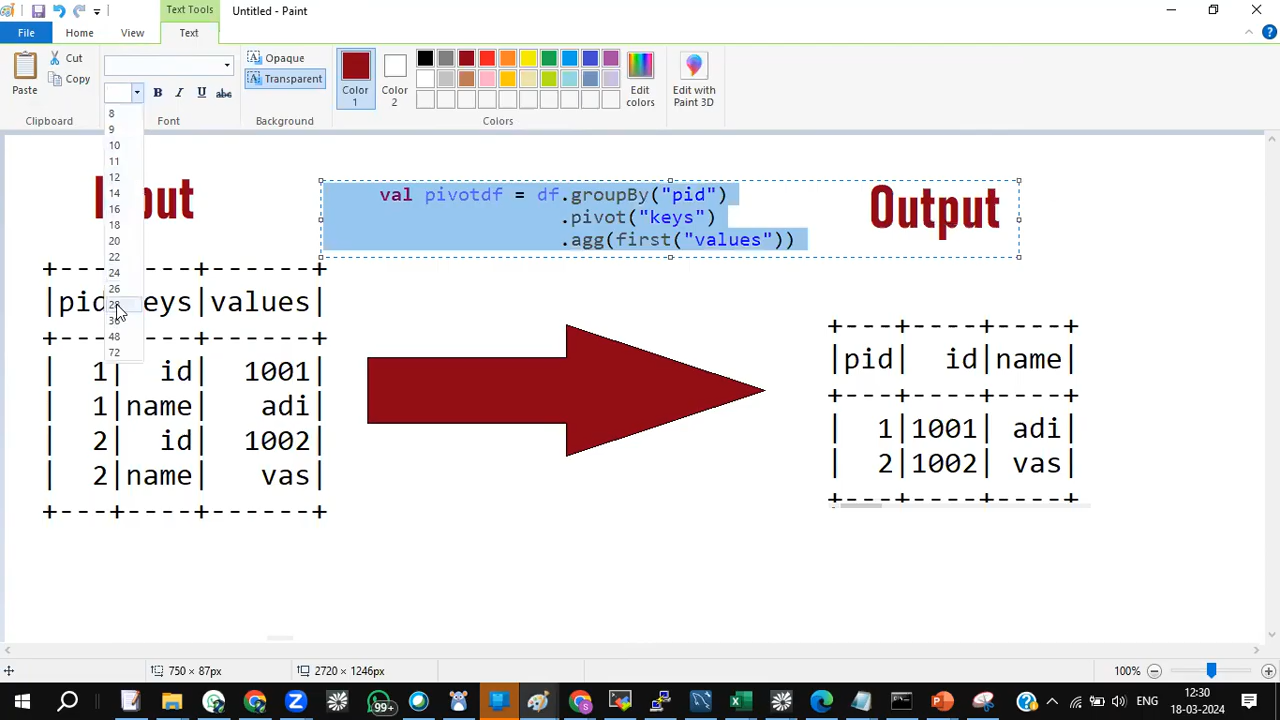 Text Tools
Untitled - Paint
File
Home
View
Text
Paste
Cut
Copy
Clipboard
B I U abc
Font
Opaque
Transparent
Background
Color 1
Color 2
Edit colors
Colors
Edit with Paint 3D
8
9
10
11
12
14
16
18
20
22
24
26
28
36
48
72
val pivotdf = df.groupBy("pid")
.pivot("keys")
.agg(first("values"))
Output
+---+----+------+
|values|
+---+----+------+
| 1| id| 1001|
| 1|name| adi|
| 2| id| 1002|
| 2|name| vas|
+---+----+------+
+---+----+----+
|pid| id|name|
+---+----+----+
| 1|1001| adi|
| 2|1002| vas|
+---+----+----+
750 × 87px
2720 × 1246px
100%
99+
ENG
12:30
18-03-2024